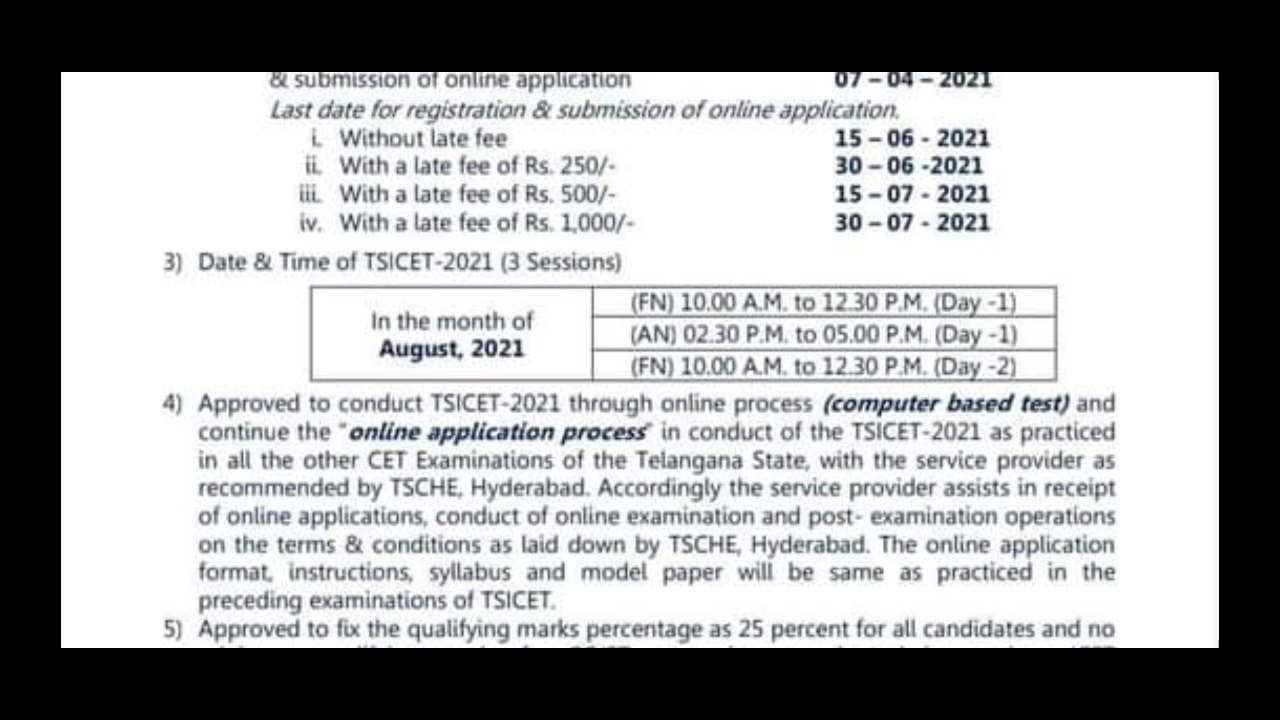 & submission of online application 07 – 04 – 2021
Last date for registration & submission of online application.
i. Without late fee 15 – 06 - 2021
ii. With a late fee of Rs. 250/- 30 – 06 -2021
iii. With a late fee of Rs. 500/- 15 – 07 - 2021
iv. With a late fee of Rs. 1,000/- 30 – 07 - 2021
3) Date & Time of TSICET-2021 (3 Sessions)
In the month of
August, 2021
(FN) 10.00 A.M. to 12.30 P.M. (Day -1)
(AN) 02.30 P.M. to 05.00 P.M. (Day -1)
(FN) 10.00 A.M. to 12.30 P.M. (Day -2)
4) Approved to conduct TSICET-2021 through online process (computer based test) and
continue the "online application process" in conduct of the TSICET-2021 as practiced
in all the other CET Examinations of the Telangana State, with the service provider as
recommended by TSCHE, Hyderabad. Accordingly the service provider assists in receipt
of online applications, conduct of online examination and post- examination operations
on the terms & conditions as laid down by TSCHE, Hyderabad. The online application
format, instructions, syllabus and model paper will be same as practiced in the
preceding examinations of TSICET.
5) Approved to fix the qualifying marks percentage as 25 percent for all candidates and no